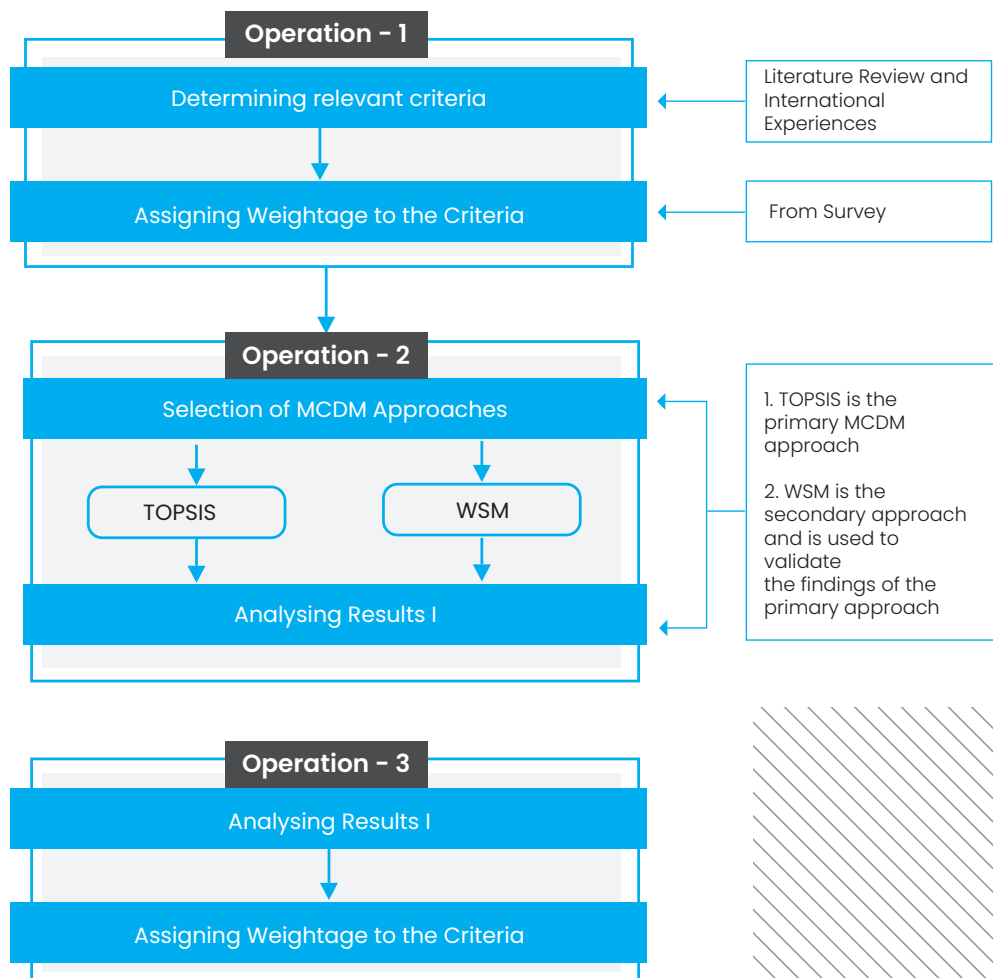 Operation - 1
Determining relevant criteria
Literature Review and
International
Experiences
Assigning Weightage to the Criteria
From Survey
Operation - 2
Selection of MCDM Approaches
TOPSIS
WSM
Analysing Results I
1. TOPSIS is the
primary MCDM
approach
2. WSM is the
secondary approach
and is used to
validate
the findings of the
primary approach
Operation - 3
Analysing Results I
Assigning Weightage to the Criteria